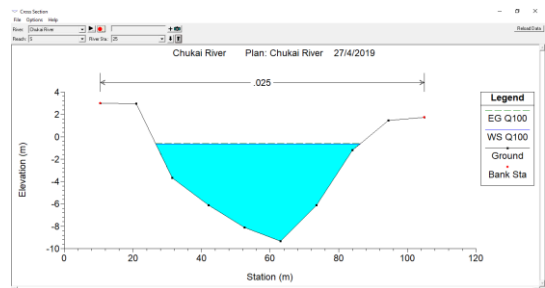 Cross Section
File Options Help
River: Chukai River
Reload Data
Reach: S River Sta.: 25
Chukai River Plan: Chukai River 27/4/2019
.025
Legend
EG Q100
WS Q100
Ground
Bank Sta
Elevation (m)
4
2
0
-2
-4
-6
-8
-10
0 20 40 60 80 100 120
Station (m)